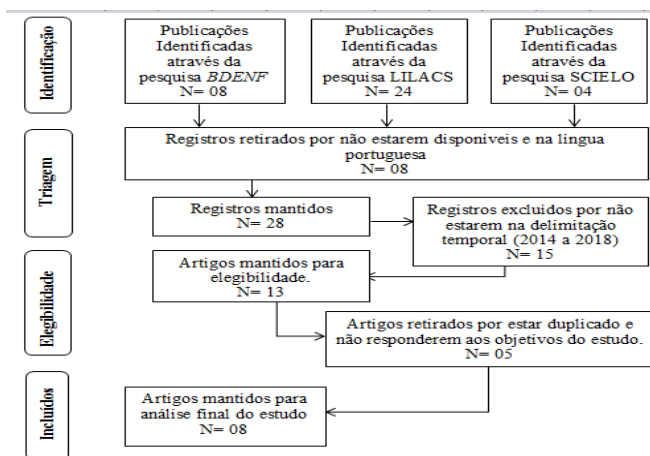 Identificação
Publicações
Identificadas
através da
pesquisa BDENF
N= 08
Publicações
Identificadas
através da
pesquisa LILACS
N= 24
Publicações
Identificadas
através da
pesquisa SCIELO
N= 04
Triagem
Registros retirados por não estarem disponiveis e na língua
portuguesa
N= 08
Registros mantidos
N= 28
Registros excluidos por não
estarem na delimitação
temporal (2014 a 2018)
N= 15
Elegibilidade
Artigos mantidos para
elegibilidade.
N= 13
Artigos retirados por estar duplicado e
não responderem aos objetivos do estudo.
N= 05
Incluídos
Artigos mantidos para
análise final do estudo
N= 08